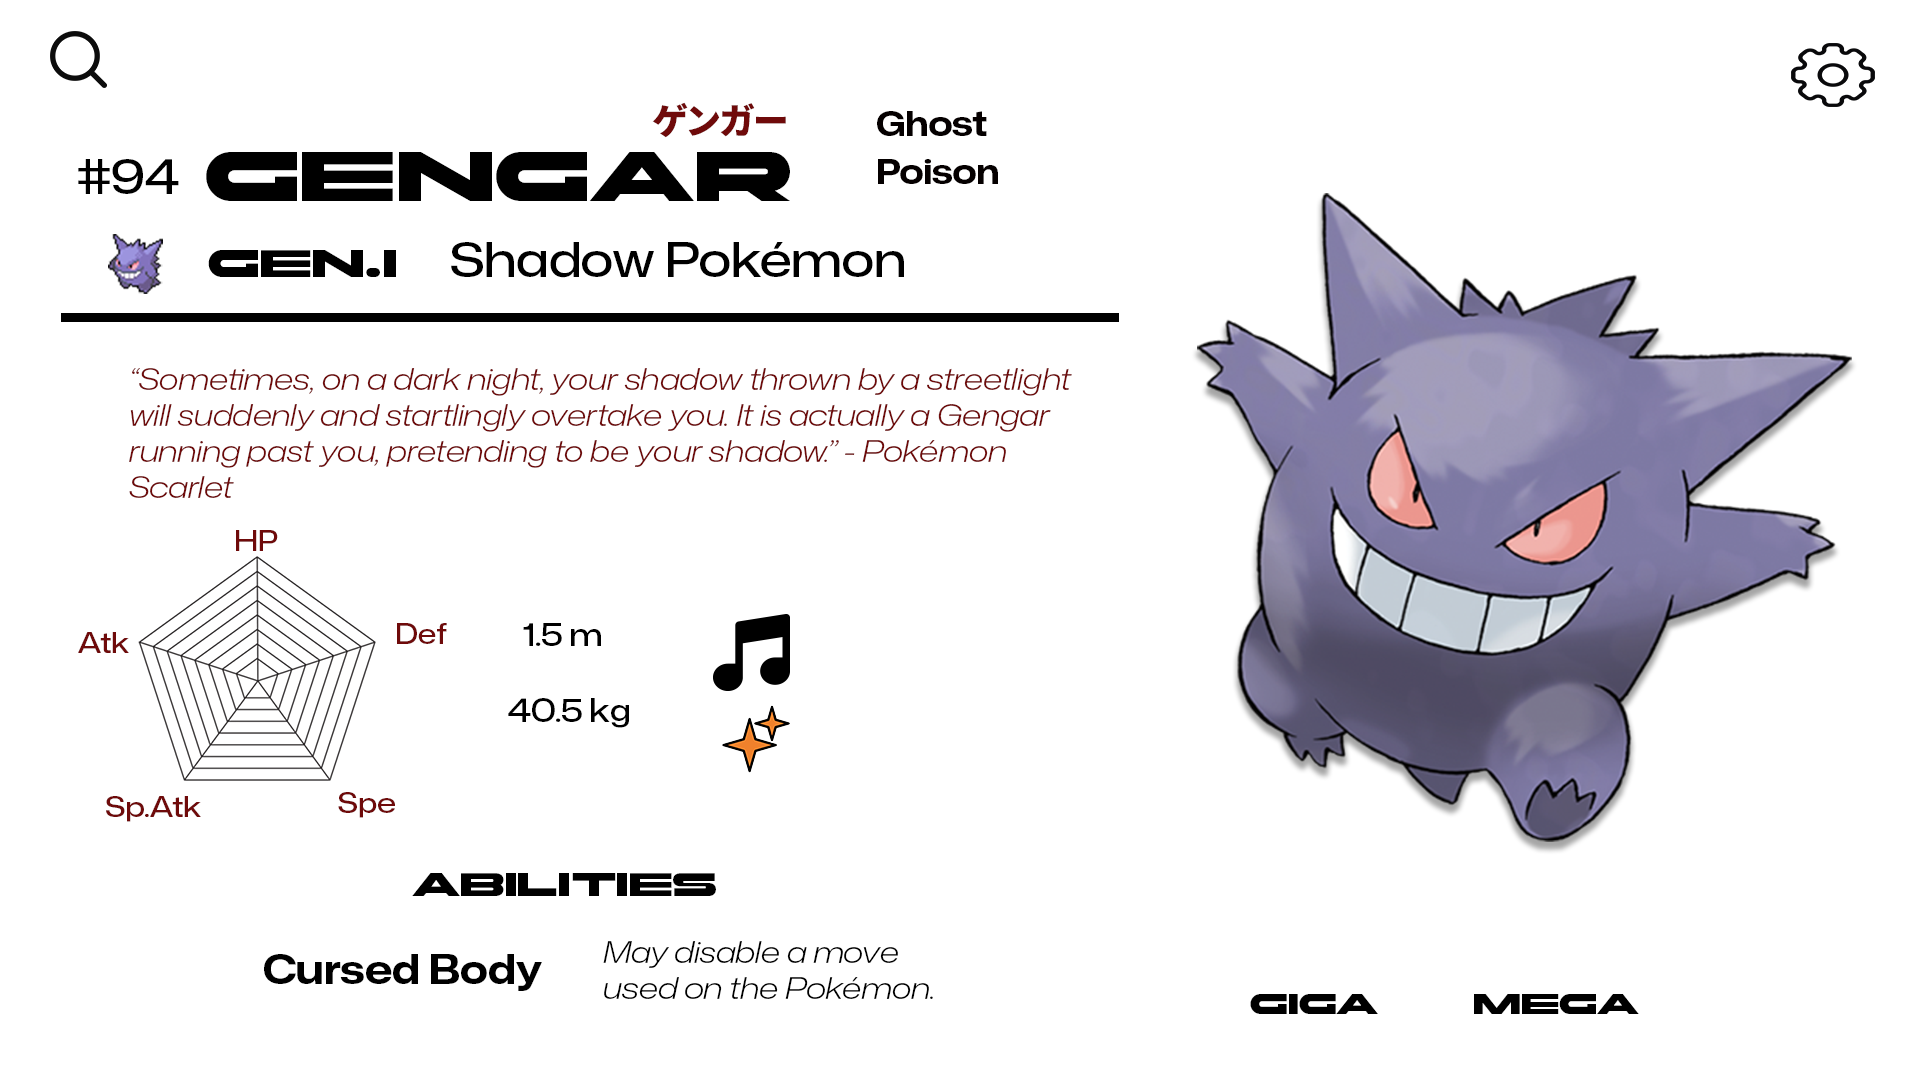 ゲンガー
#94 GENGAR
Ghost
Poison
GEN.I Shadow Pokémon
“Sometimes, on a dark night, your shadow thrown by a streetlight
will suddenly and startlingly overtake you. It is actually a Gengar
running past you, pretending to be your shadow.” - Pokémon
Scarlet
HP
Atk
Def
Sp.Atk
Spe
1.5 m
40.5 kg
ABILITIES
Cursed Body
May disable a move
used on the Pokémon.
GIGA
MEGA